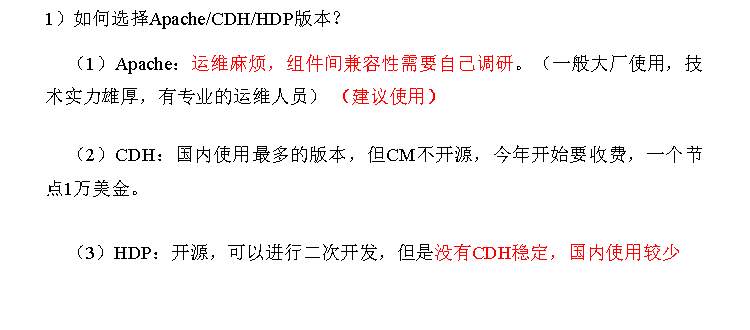 1）如何选择Apache/CDH/HDP版本？
（1）Apache：运维麻烦，组件间兼容性需要自己调研。（一般大厂使用，技
术实力雄厚，有专业的运维人员）（建议使用）
（2）CDH：国内使用最多的版本，但CM不开源，今年开始要收费，一个节
点1万美金。
（3）HDP：开源，可以进行二次开发，但是没有CDH稳定，国内使用较少